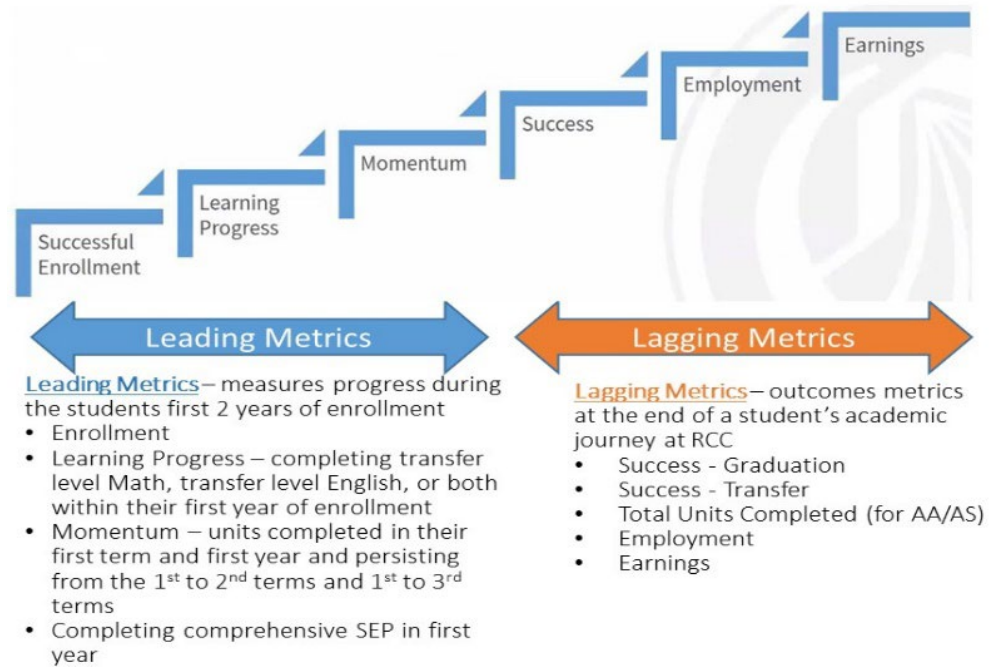 Earnings
Employment
Success
Momentum
Learning
Progress
Successful
Enrollment
Leading Metrics
Lagging Metrics
Leading Metrics – measures progress during
the students first 2 years of enrollment
• Enrollment
• Learning Progress – completing transfer
level Math, transfer level English, or both
within their first year of enrollment
• Momentum – units completed in their
first term and first year and persisting
from the 1st to 2nd terms and 1st to 3rd
terms
• Completing comprehensive SEP in first
year
Lagging Metrics – outcomes metrics
at the end of a student's academic
journey at RCC
• Success - Graduation
• Success - Transfer
• Total Units Completed (for AA/AS)
• Employment
• Earnings